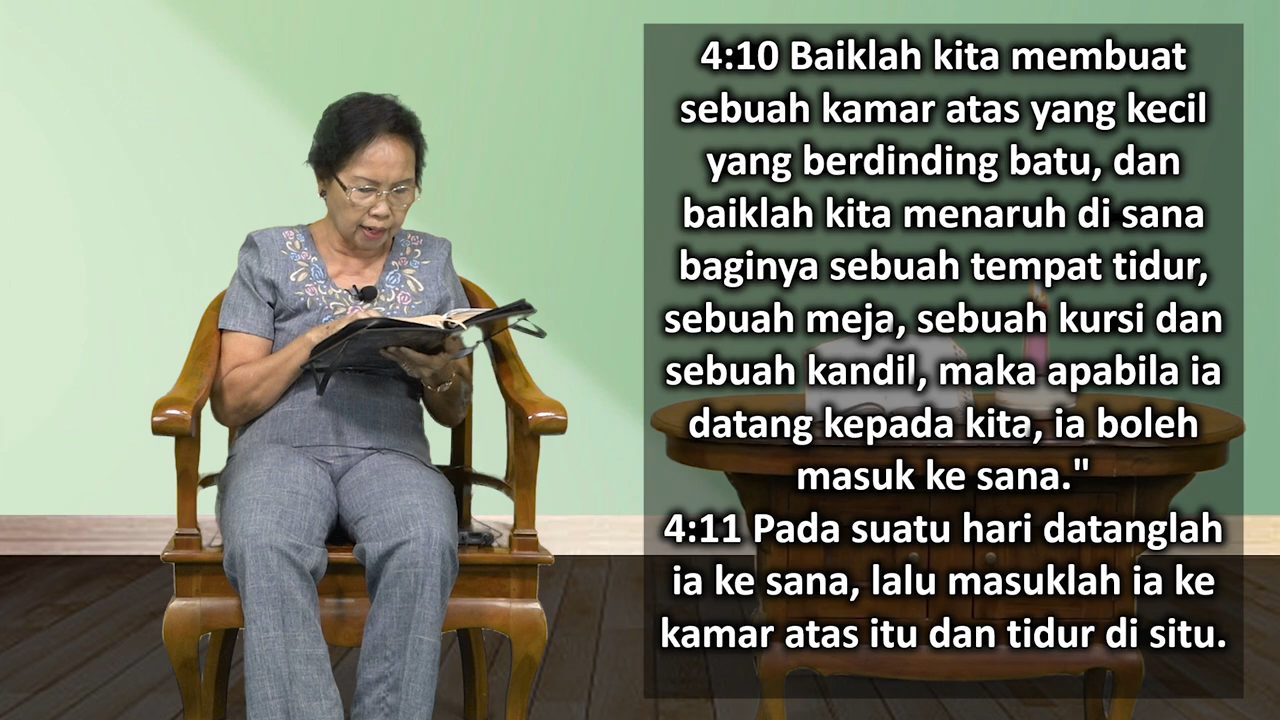 4:10 Baiklah kita membuat
sebuah kamar atas yang kecil
yang berdinding batu, dan
baiklah kita menaruh di sana
baginya sebuah tempat tidur,
sebuah meja, sebuah kursi dan
sebuah kandil, maka apabila ia
datang kepada kita, ia boleh
masuk ke sana."
4:11 Pada suatu hari datanglah
ia ke sana, lalu masuklah ia ke
kamar atas itu dan tidur di situ.